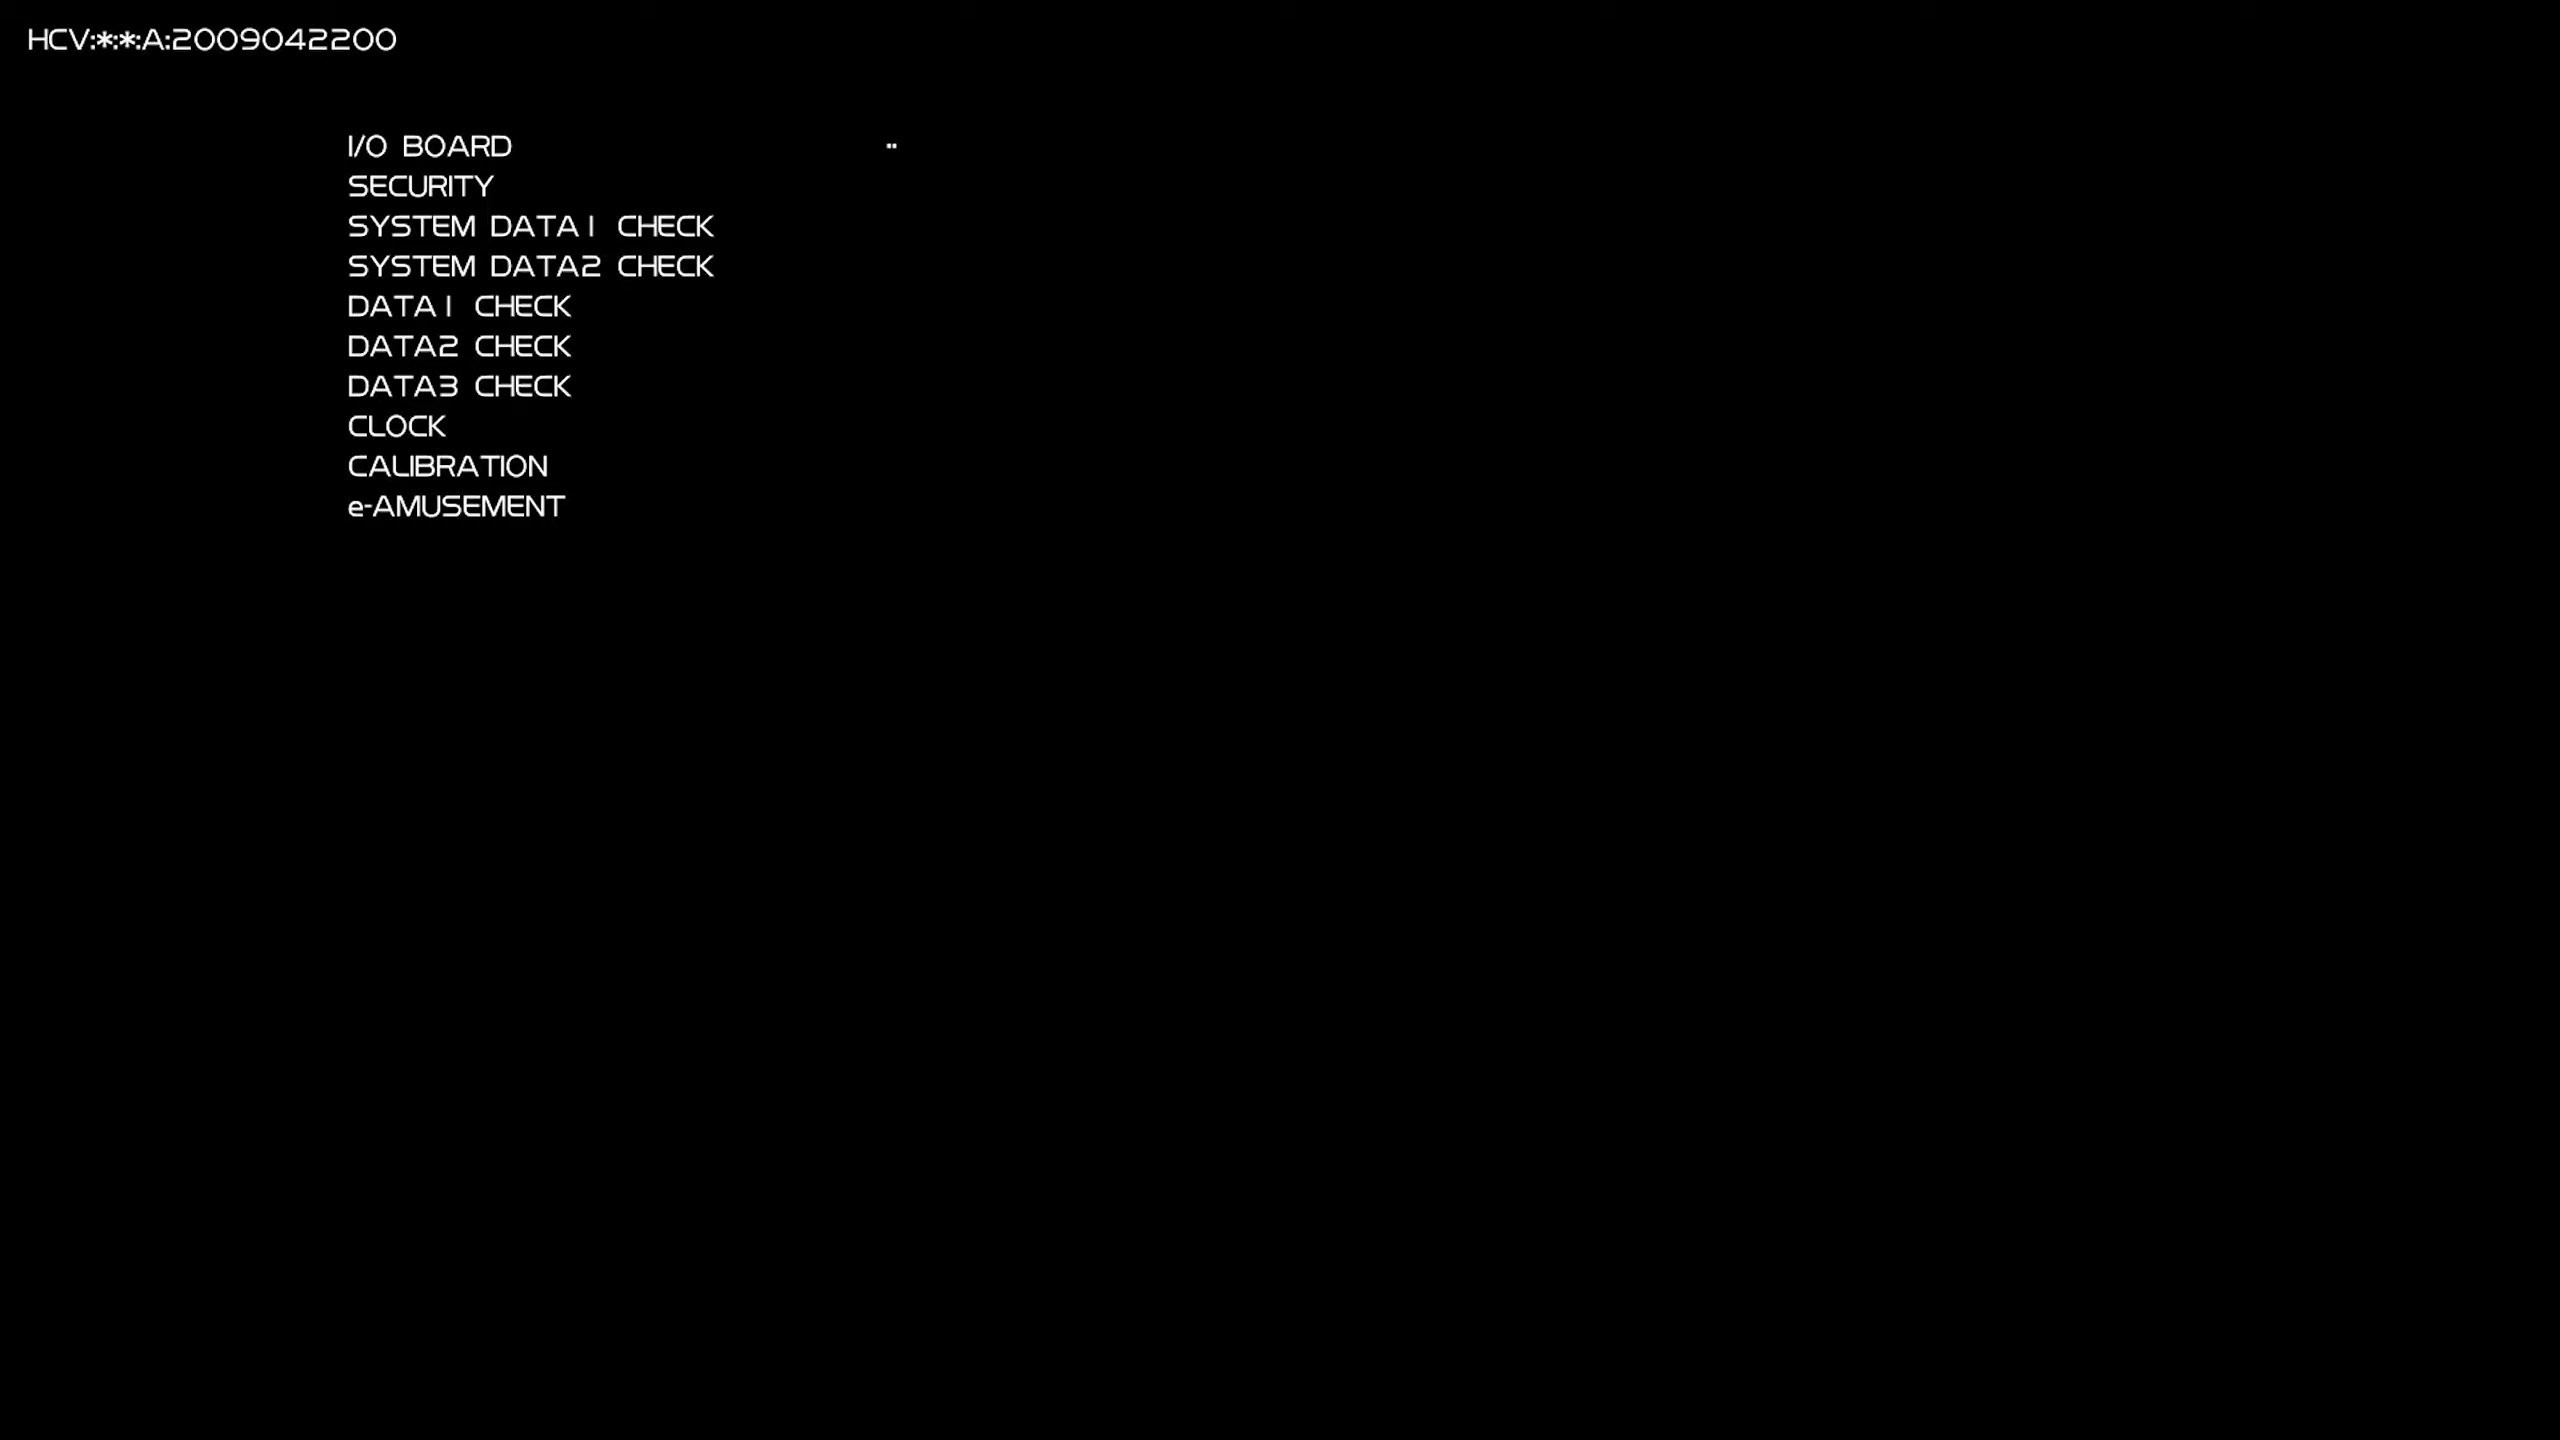 HCV:*:*:A:2009042200
I/O BOARD ..
SECURITY
SYSTEM DATA1 CHECK
SYSTEM DATA2 CHECK
DATA1 CHECK
DATA2 CHECK
DATA3 CHECK
CLOCK
CALIBRATION
e-AMUSEMENT